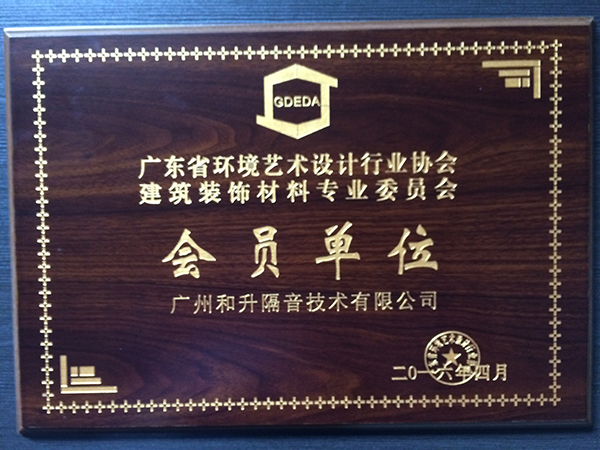 GDEDA
广东省环境艺术设计行业协会
建筑装饰材料专业委员会
会员单位
广州和升隔音技术有限公司
二0一六年四月